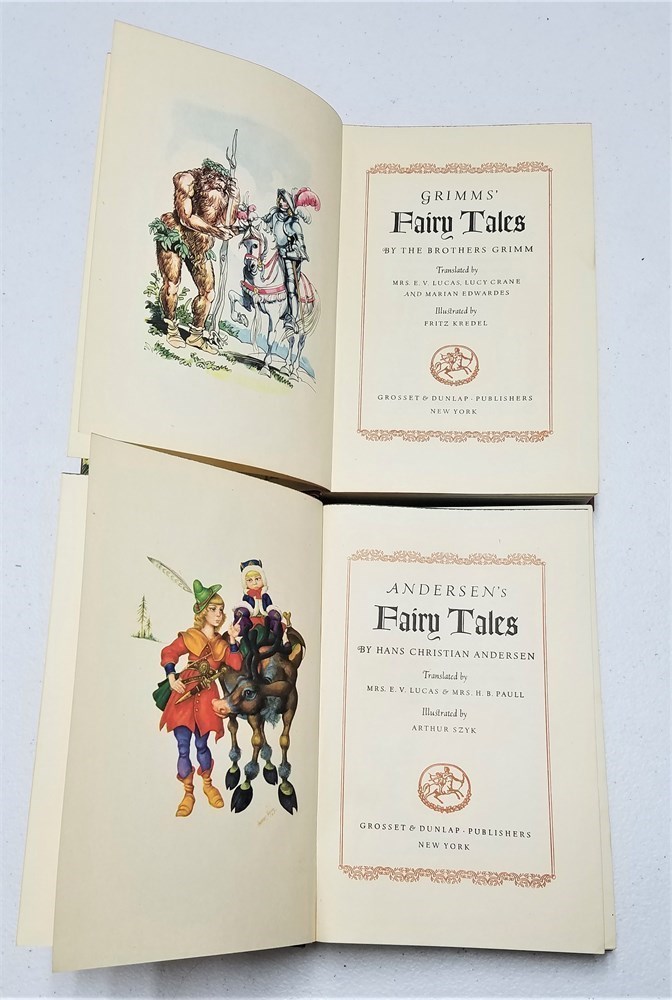 GRIMMS'
Fairy Tales
BY THE BROTHERS GRIMM
Translated by
MRS. E. V. LUCAS, LUCY CRANE
AND MARIAN EDWARDES
Illustrated by
FRITZ KREDEL
GROSSET & DUNLAP · PUBLISHERS
NEW YORK
ANDERSEN'S
Fairy Tales
BY HANS CHRISTIAN ANDERSEN
Translated by
MRS. E. V. LUCAS & MRS. H. B. PAULL
Illustrated by
ARTHUR SZYK
GROSSET & DUNLAP · PUBLISHERS
NEW YORK